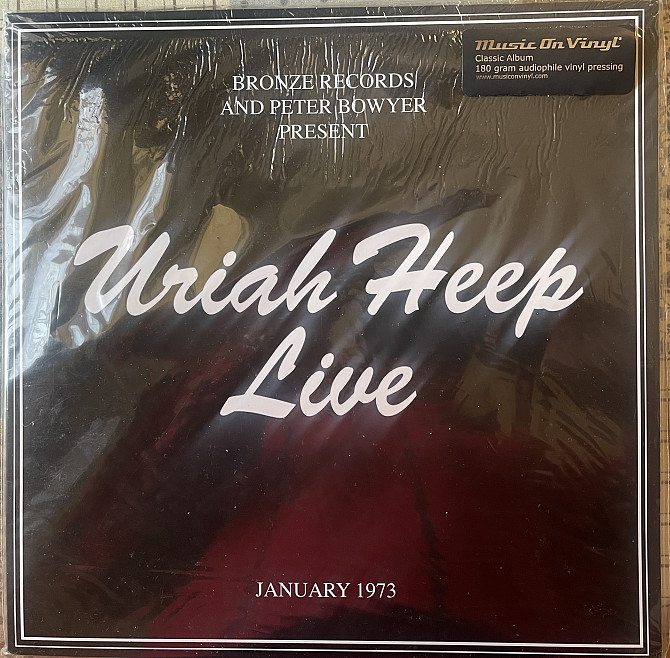 Music On Vinyl
Classic Album
180 gram audiophile vinyl pressing
www.musiconvinyl.com
BRONZE RECORDS
AND PETER BOWYER
PRESENT
Uriah Heep
Live
JANUARY 1973